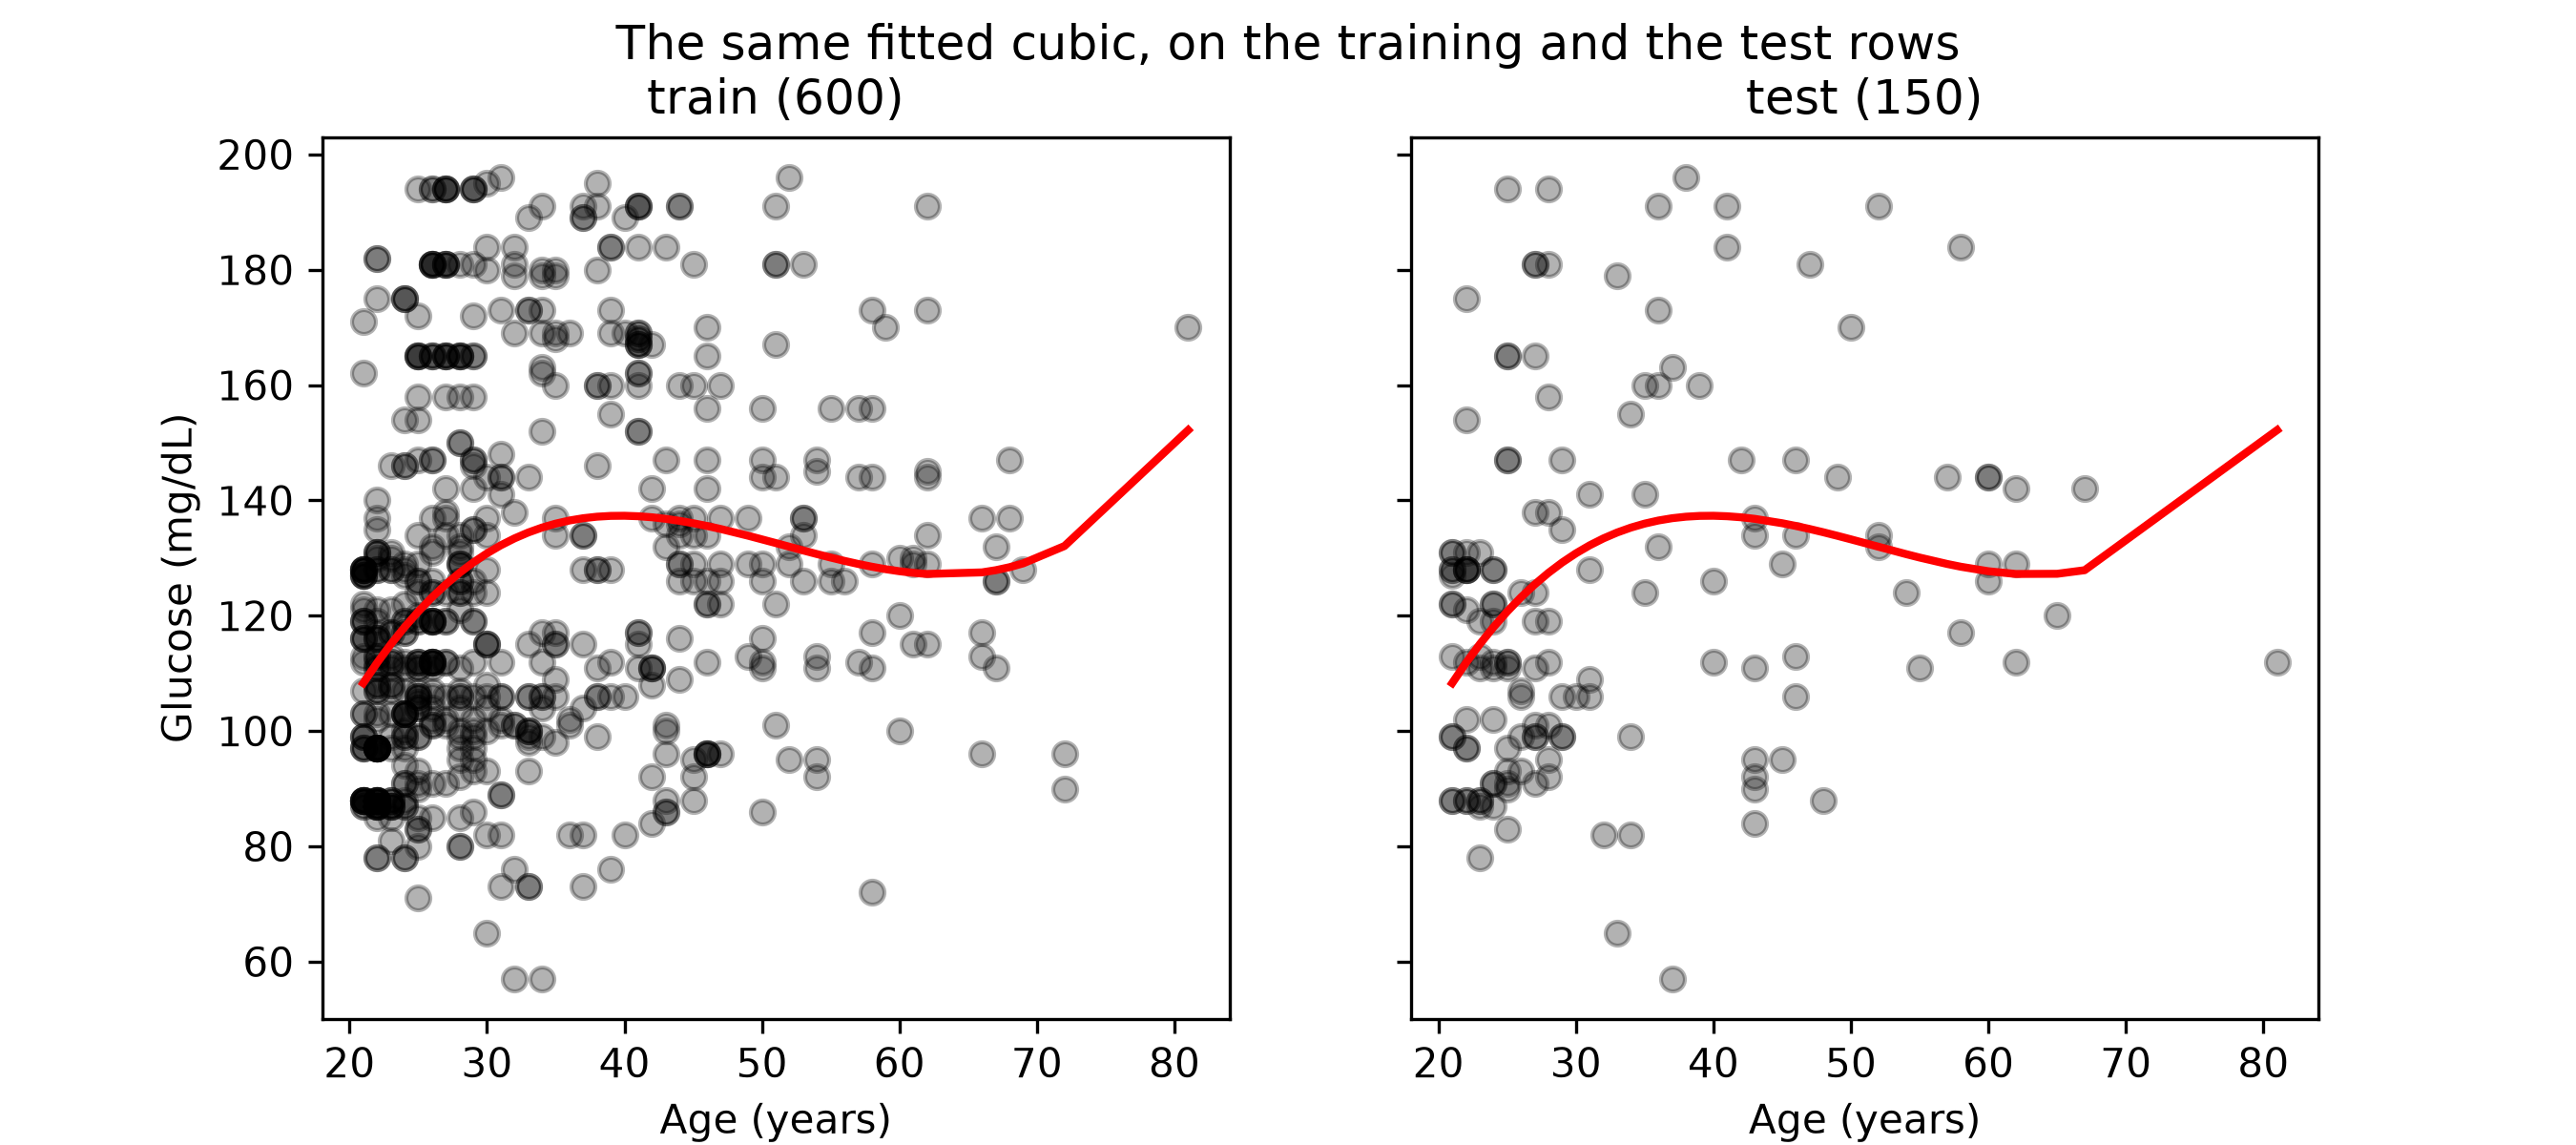 The same fitted cubic, on the training and the test rows
train (600)
test (150)
Glucose (mg/dL)
200
180
160
140
120
100
80
60
20 30 40 50 60 70 80
20 30 40 50 60 70 80
Age (years)
Age (years)